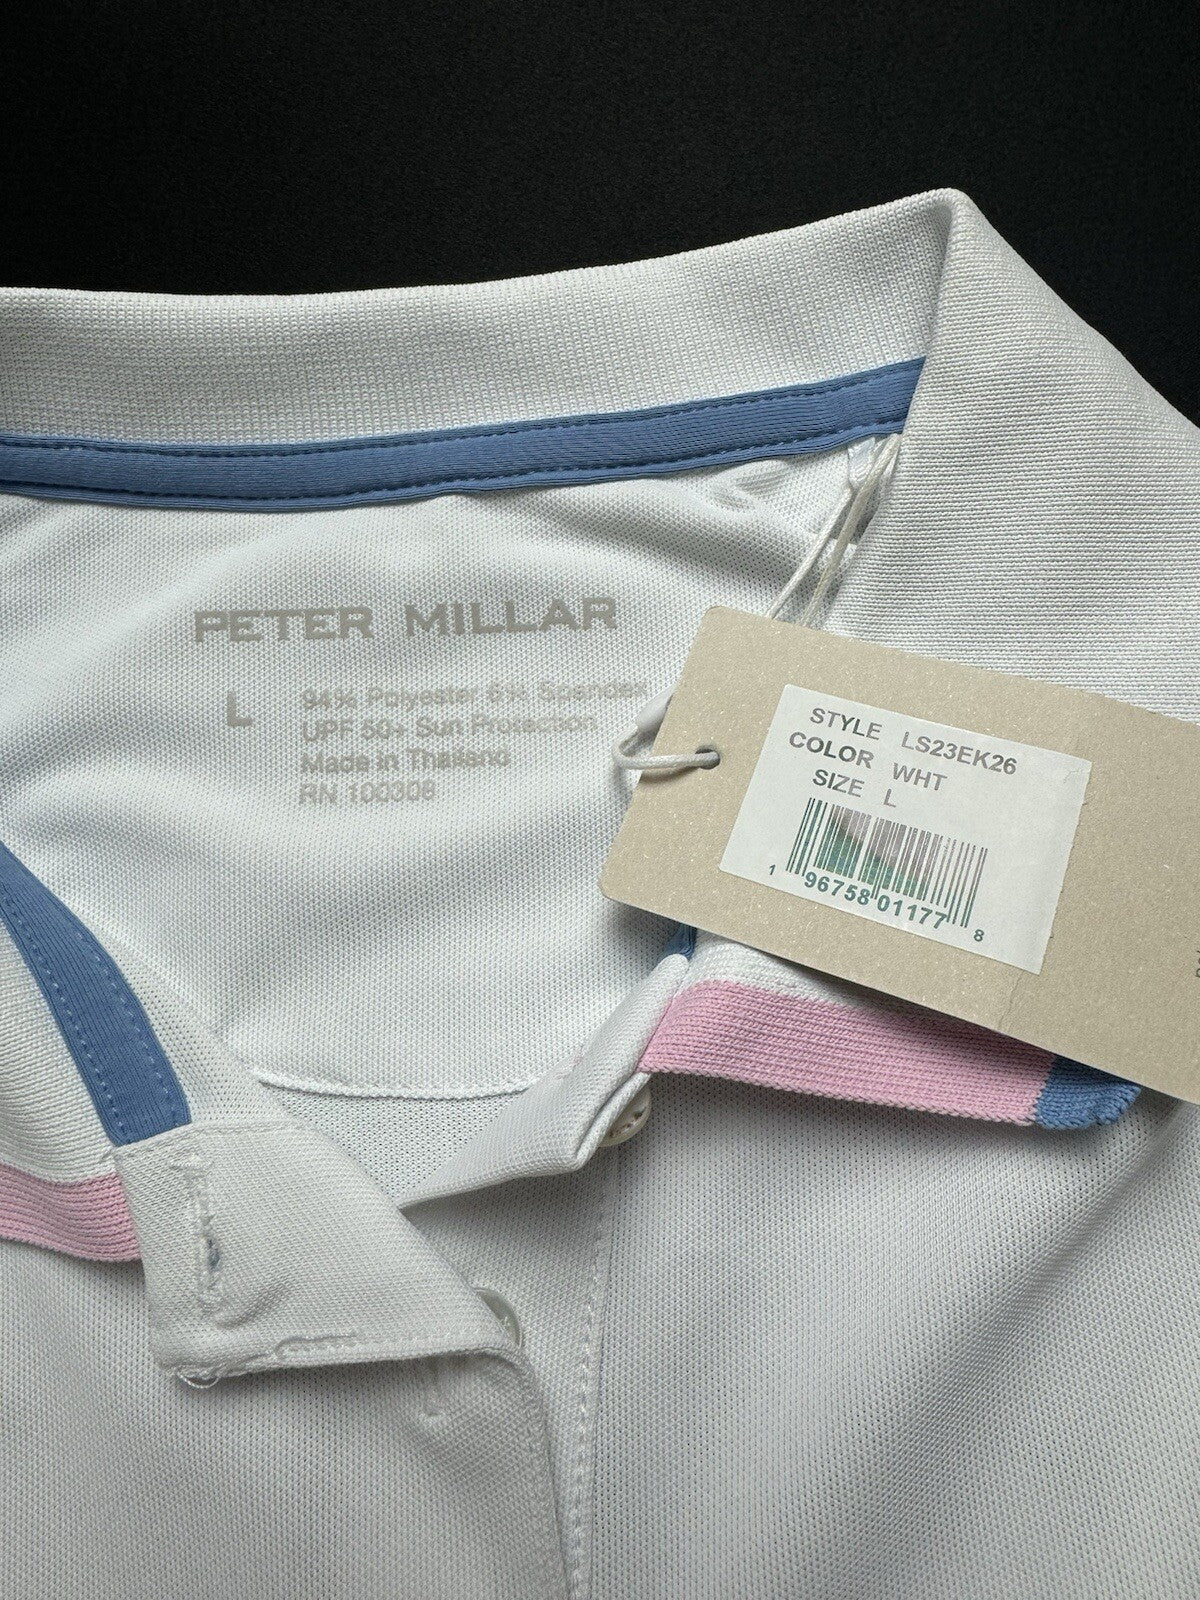 PETER MILLAR
L
94% Polyester 6% Spandex
UPF 50+ Sun Protection
Made in Thailand
RN 100308
STYLE LS23EK26
COLOR WHT
SIZE L
1 96758 01177 8